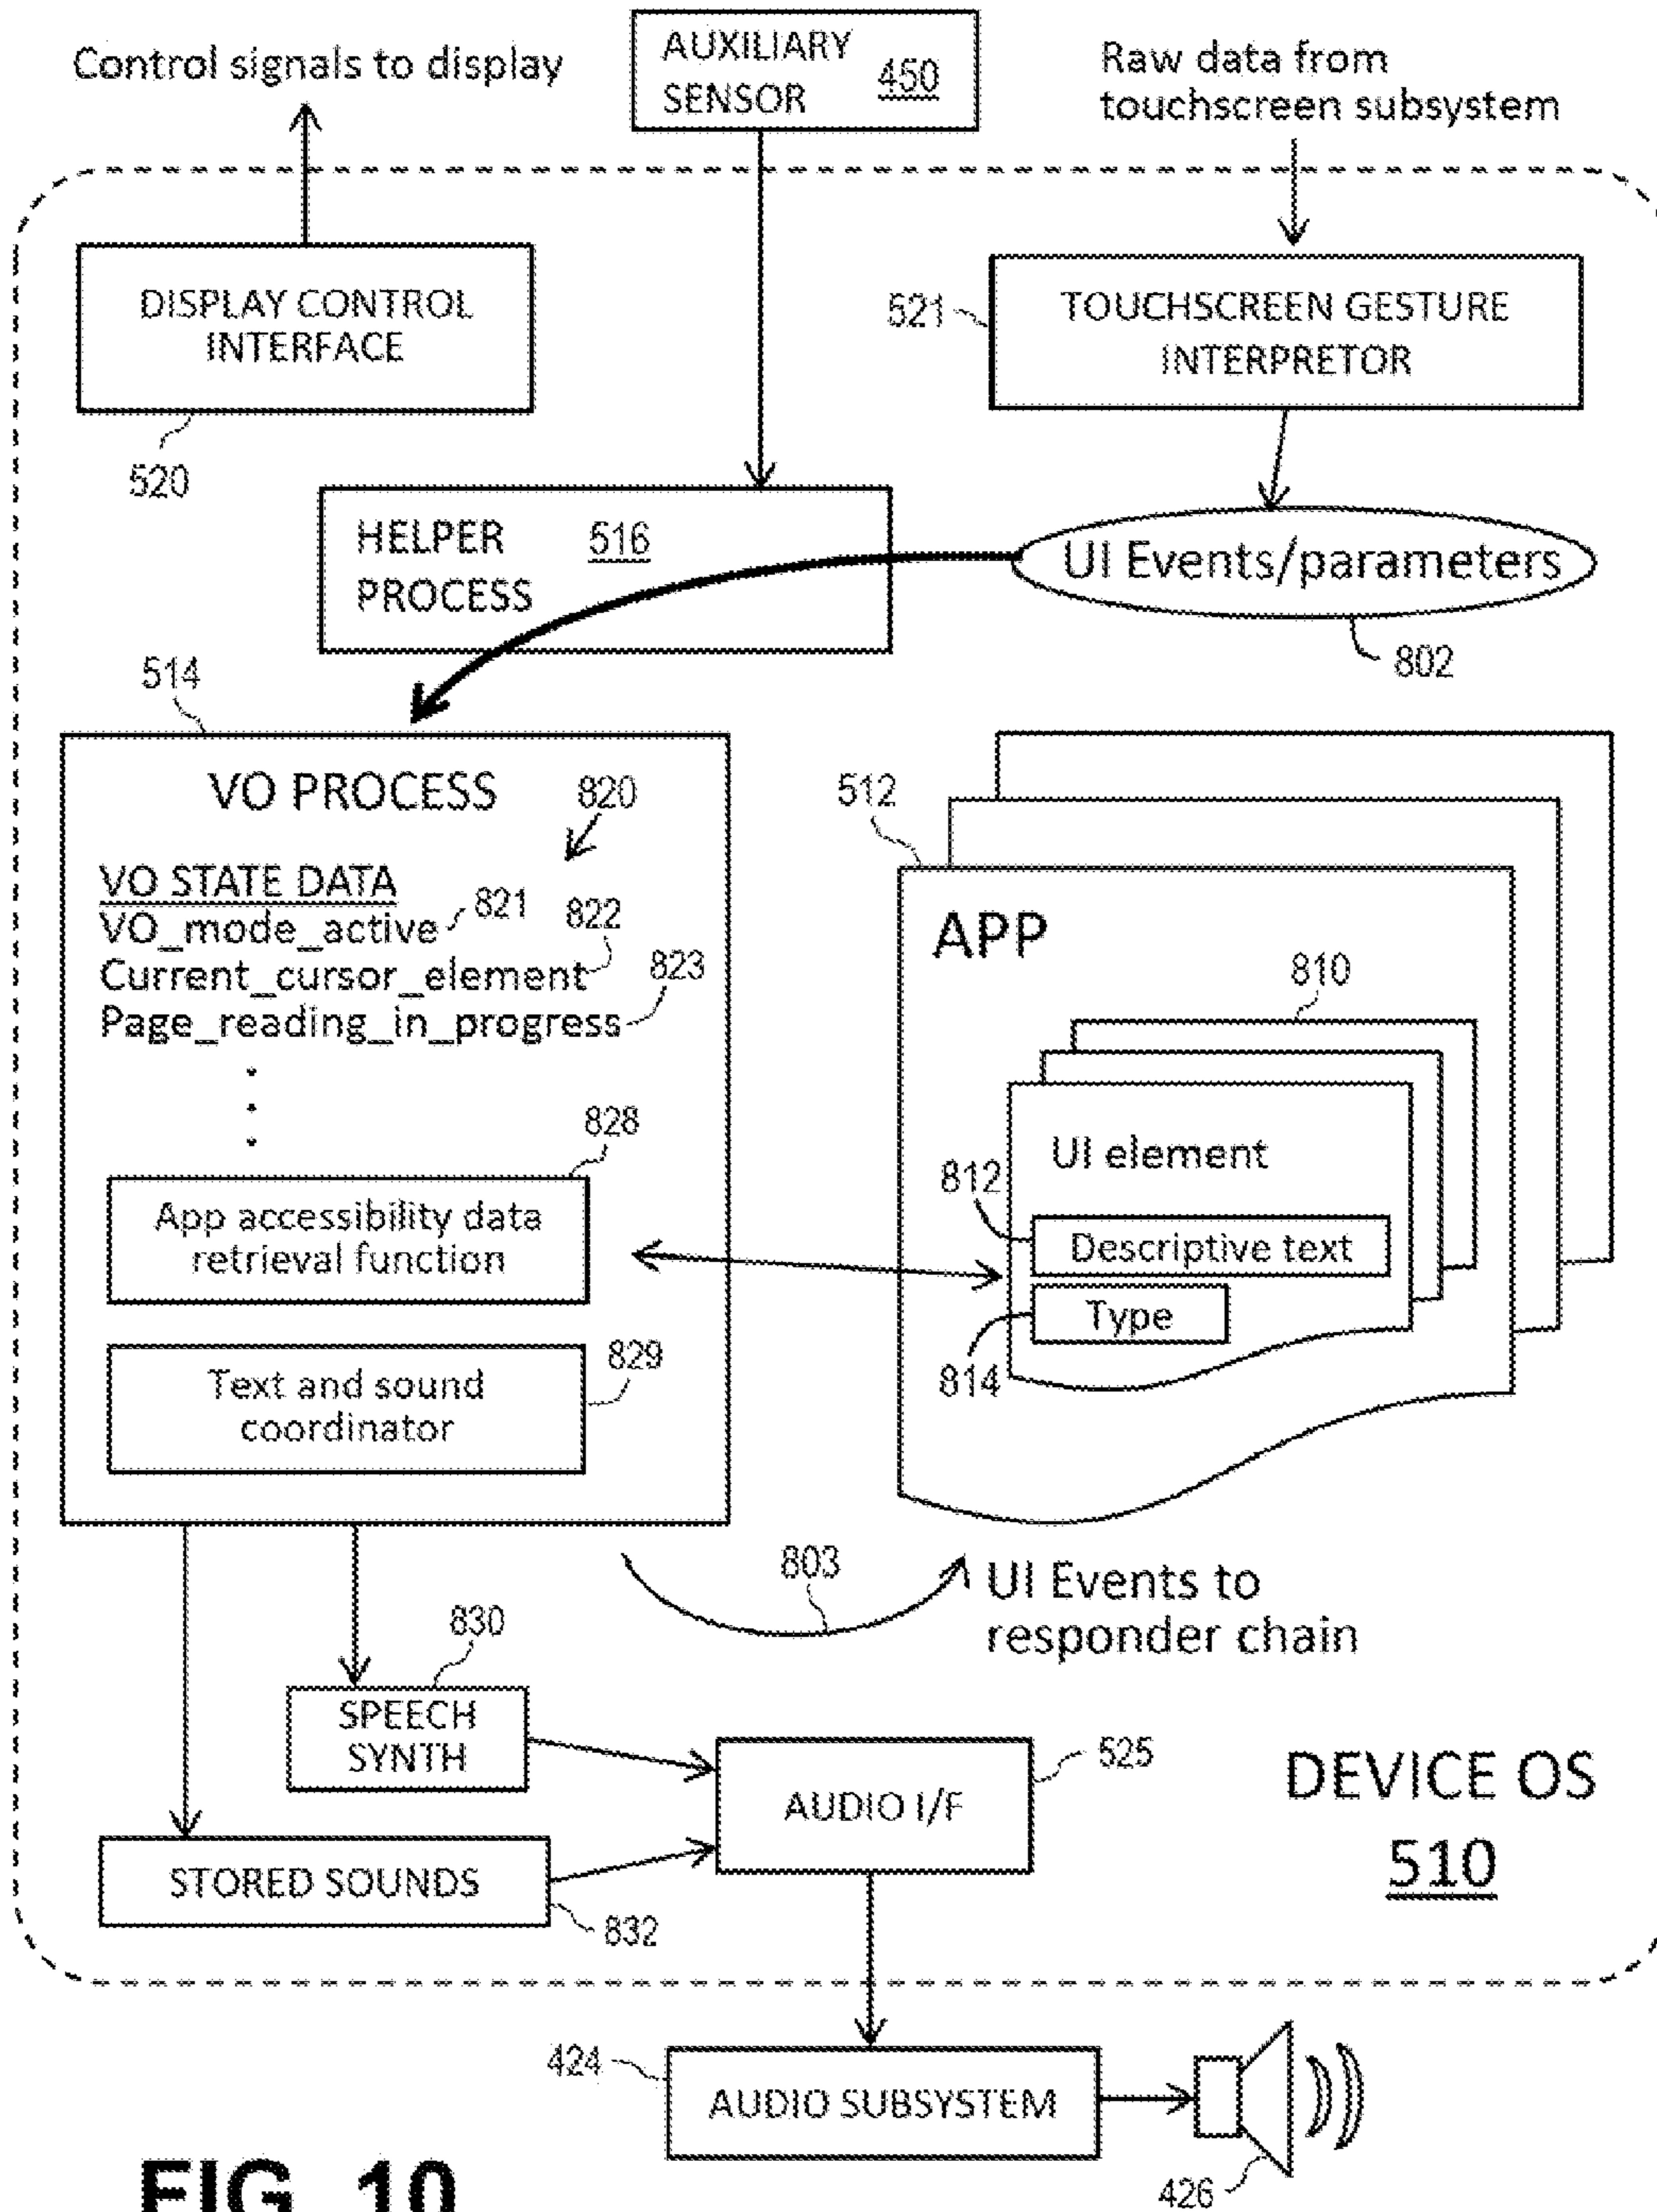 Control signals to display
AUXILIARY
SENSOR 450
Raw data from
touchscreen subsystem
DISPLAY CONTROL
INTERFACE
520
521
TOUCHSCREEN GESTURE
INTERPRETOR
HELPER 516
PROCESS
UI Events/parameters
802
514
VO PROCESS
820
VO STATE DATA
VO_mode_active 821
Current_cursor_element 822
Page_reading_in_progress 823
828
App accessibility data
retrieval function
829
Text and sound
coordinator
512
APP
810
UI element
812
Descriptive text
Type
814
803
UI Events to
responder chain
830
SPEECH
SYNTH
STORED SOUNDS
832
AUDIO I/F
525
DEVICE OS
510
424
AUDIO SUBSYSTEM
426
FIG. 10